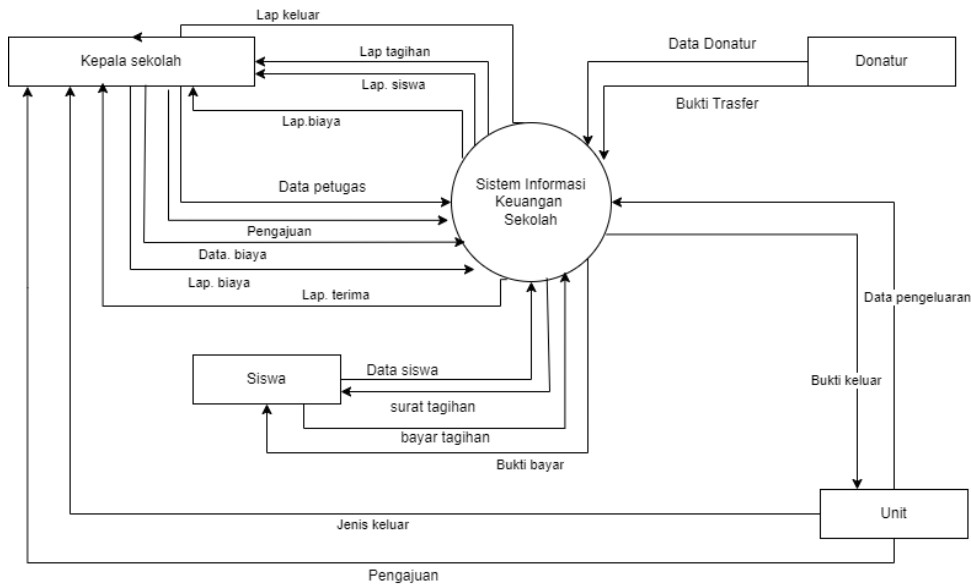 Lap keluar
Kepala sekolah
Lap tagihan
Lap. siswa
Lap.biaya
Data Donatur
Donatur
Bukti Trasfer
Sistem Informasi
Keuangan
Sekolah
Data petugas
Pengajuan
Data. biaya
Lap. biaya
Lap. terima
Data pengeluaran
Siswa
Data siswa
surat tagihan
bayar tagihan
Bukti bayar
Bukti keluar
Unit
Jenis keluar
Pengajuan